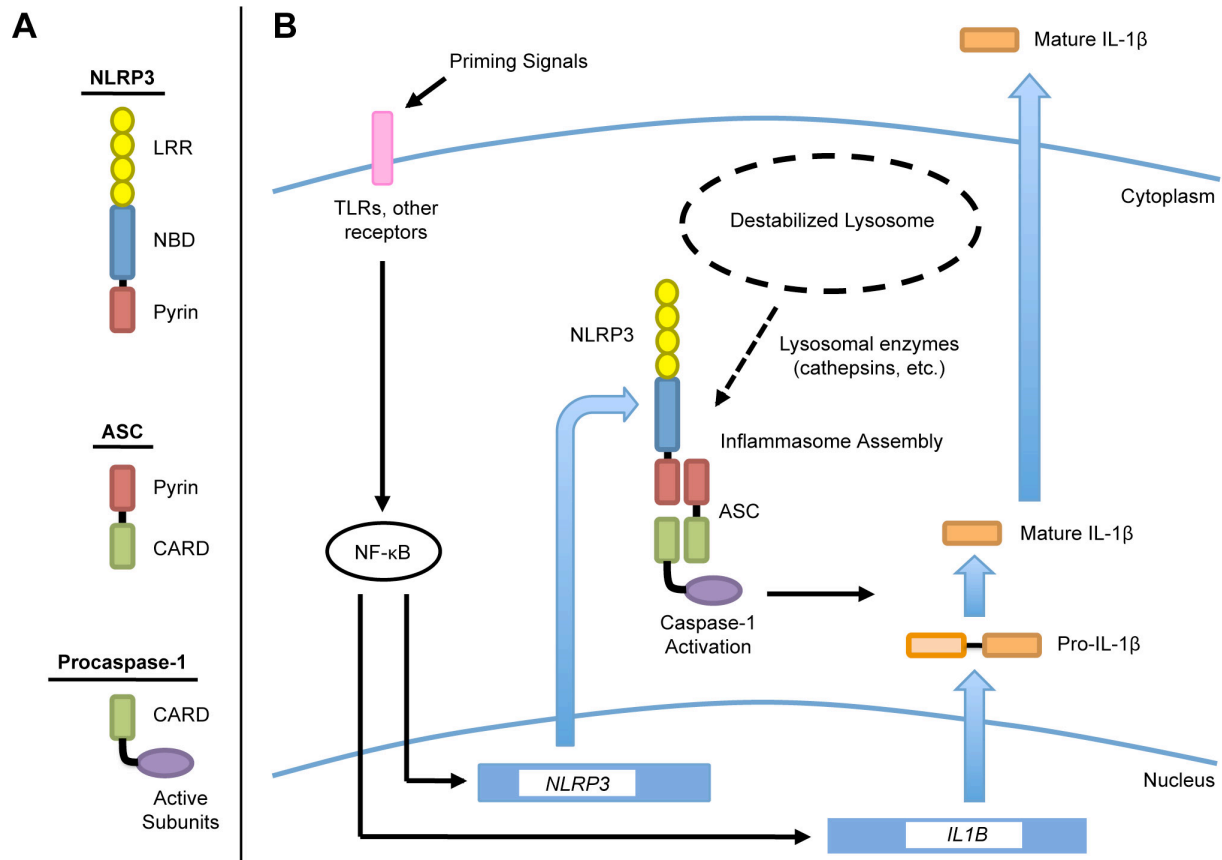 A
NLRP3
LRR
NBD
Pyrin
ASC
Pyrin
CARD
Procaspase-1
CARD
Active
Subunits
B
Priming Signals
TLRs, other
receptors
NF-κB
Mature IL-1β
Cytoplasm
Destabilized Lysosome
NLRP3
Lysosomal enzymes
(cathepsins, etc.)
Inflammasome Assembly
ASC
Caspase-1
Activation
Mature IL-1β
Pro-IL-1β
Nucleus
NLRP3
IL1B